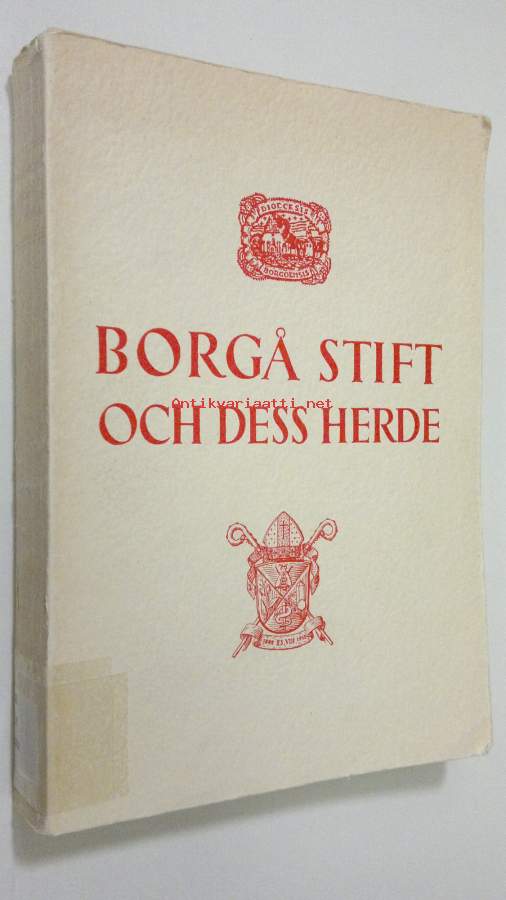 DIOECESIS
BORGOENSIS
BORGÅ STIFT
Antikvariaatti.net
OCH DESS HERDE